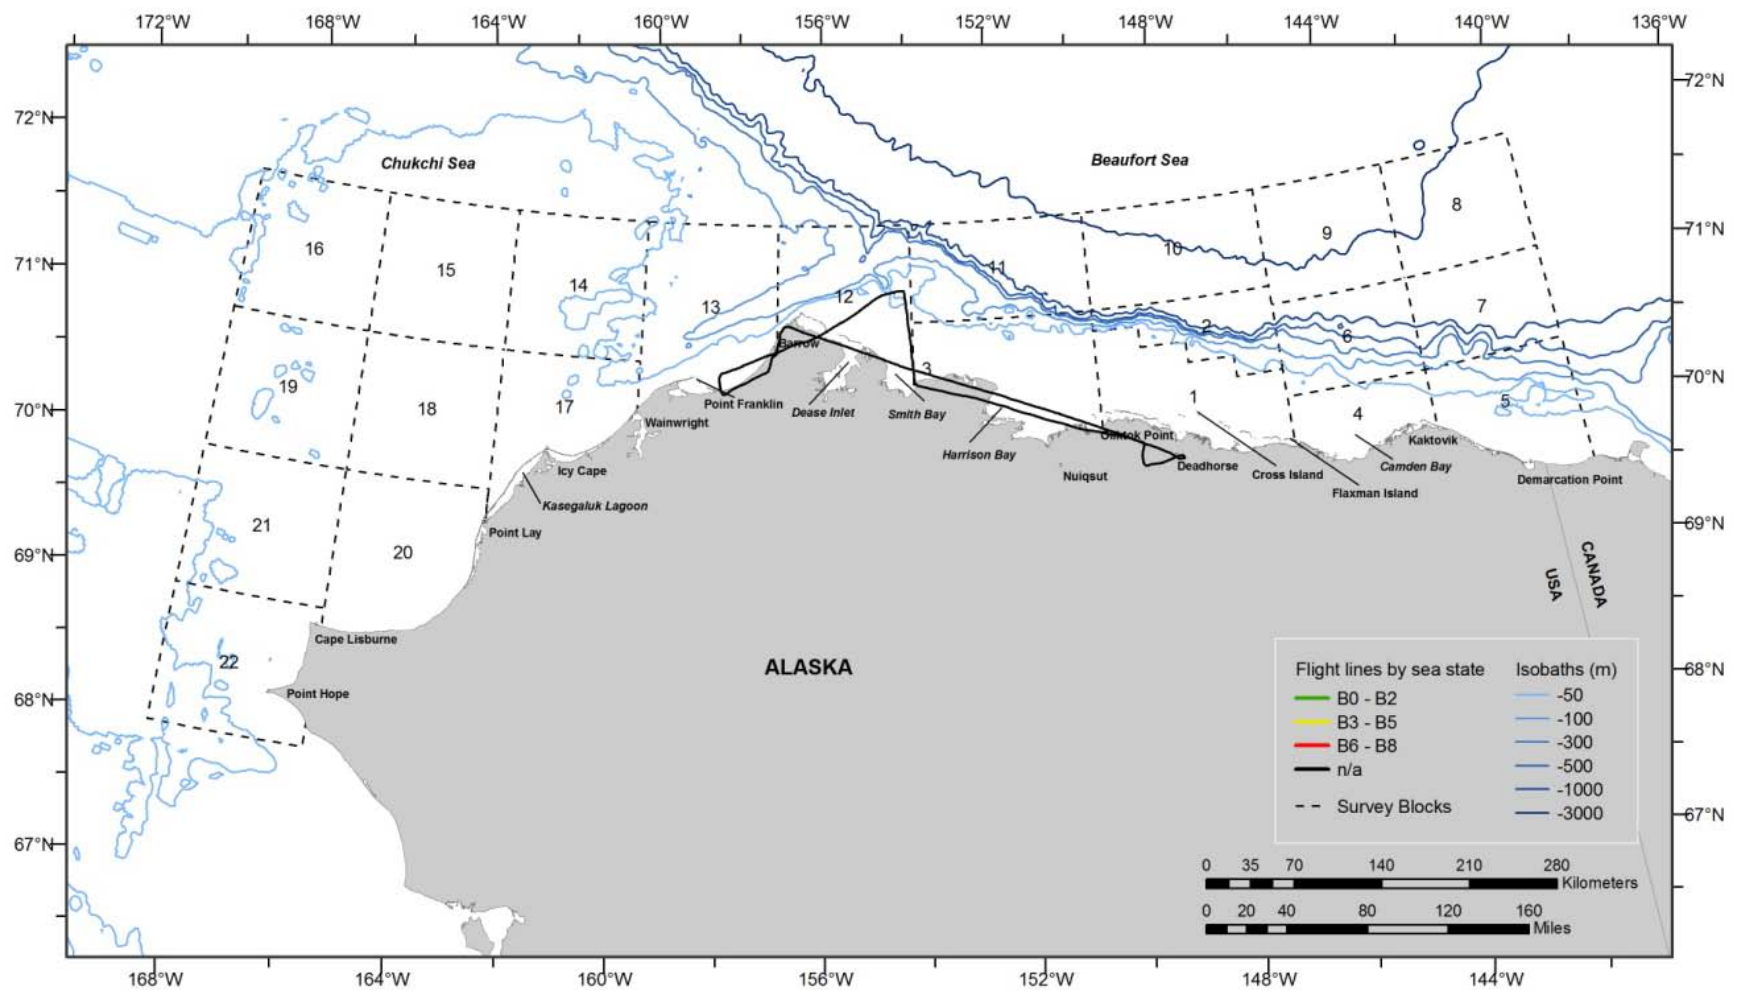 172°W 168°W 164°W 160°W 156°W 152°W 148°W 144°W 140°W 136°W
72°N
72°N
Chukchi Sea
Beaufort Sea
8
9
71°N
16
10
15
11
71°N
14
12
13
7
2
6
Barrow
3
70°N
19
Point Franklin
Dease Inlet
Smith Bay
1
5
18
17
4
70°N
Wainwright
Olitktok Point
Kaktovik
Harrison Bay
Icy Cape
Nuiqsut
Deadhorse
Cross Island
Camden Bay
Demarcation Point
Flaxman Island
Kasegaluk Lagoon
21
Point Lay
69°N
20
69°N
CANADA
USA
Cape Lisburne
22
ALASKA
68°N
Point Hope
68°N
Flight lines by sea state
B0 - B2
B3 - B5
B6 - B8
n/a
Survey Blocks
Isobaths (m)
-50
-100
-300
-500
-1000
-3000
67°N
67°N
0 35 70 140 210 280
Kilometers
0 20 40 80 120 160
Miles
168°W 164°W 160°W 156°W 152°W 148°W 144°W